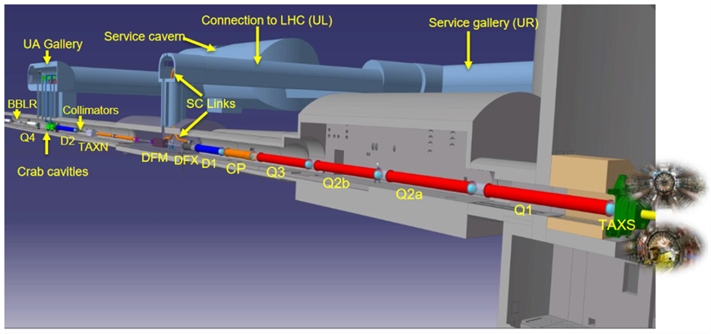 Connection to LHC (UL)
Service cavern
Service gallery (UR)
UA Gallery
SC Links
BBLR
Collimators
Q4
D2
TAXN
DFM
DFX
D1
CP
Q3
Q2b
Q2a
Q1
TAXS
Crab cavities